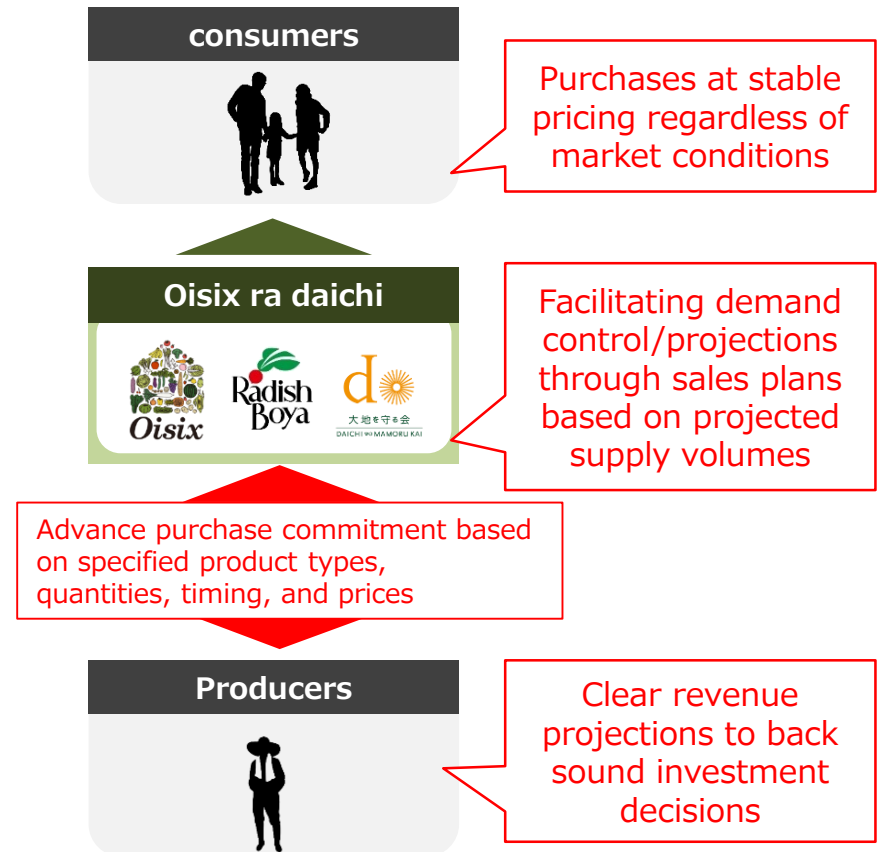 consumers
Purchases at stable
pricing regardless of
market conditions
Oisix ra daichi
Oisix
Radish
Boya
d
大地を守る会
DAICHI wo MAMORU KAI
Facilitating demand
control/projections
through sales plans
based on projected
supply volumes
Advance purchase commitment based
on specified product types,
quantities, timing, and prices
Producers
Clear revenue
projections to back
sound investment
decisions